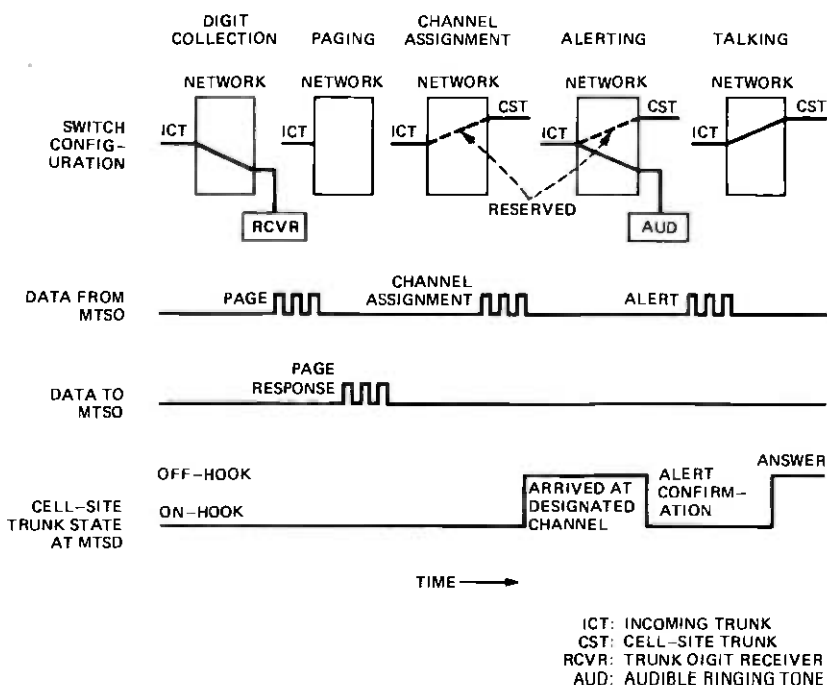 DIGIT COLLECTION
PAGING
CHANNEL ASSIGNMENT
ALERTING
TALKING
NETWORK
NETWORK
NETWORK
NETWORK
NETWORK
SWITCH CONFIG-
URATION
ICT
RCVR
ICT
ICT
CST
ICT
CST
AUD
ICT
CST
RESERVED
DATA FROM
MTSO
PAGE
CHANNEL
ASSIGNMENT
ALERT
DATA TO
MTSO
PAGE
RESPONSE
CELL-SITE
TRUNK STATE
AT MTSD
OFF-HOOK
ON-HOOK
ARRIVED AT
DESIGNATED
CHANNEL
ALERT
CONFIRM-
ATION
ANSWER
TIME
ICT: INCOMING TRUNK
CST: CELL-SITE TRUNK
RCVR: TRUNK OIGIT RECEIVER
AUD: AUDIBLE RINGING TONE